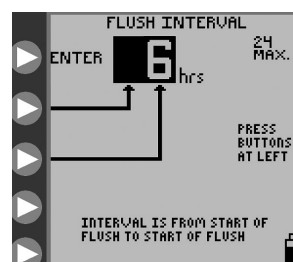 FLUSH INTERVAL
24
MAX.
ENTER 6 hrs
PRESS
BUTTONS
AT LEFT
INTERVAL IS FROM START OF
FLUSH TO START OF FLUSH